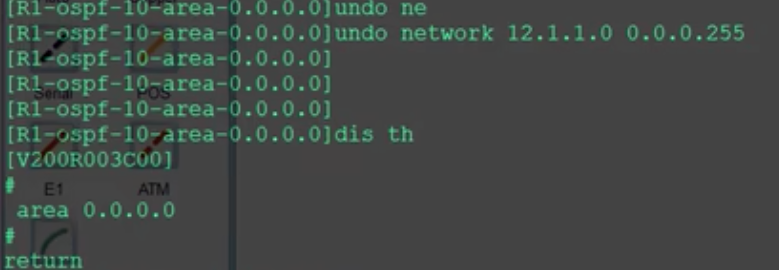 [R1-ospf-10-area-0.0.0.0]undo ne
[R1-ospf-10-area-0.0.0.0]undo network 12.1.1.0 0.0.0.255
[R1-ospf-10-area-0.0.0.0]
[R1-ospf-10-area-0.0.0.0]
Serial POS
[R1-ospf-10-area-0.0.0.0]
[R1-ospf-10-area-0.0.0.0]dis th
[V200R003C00]
#
E1 ATM
area 0.0.0.0
#
return